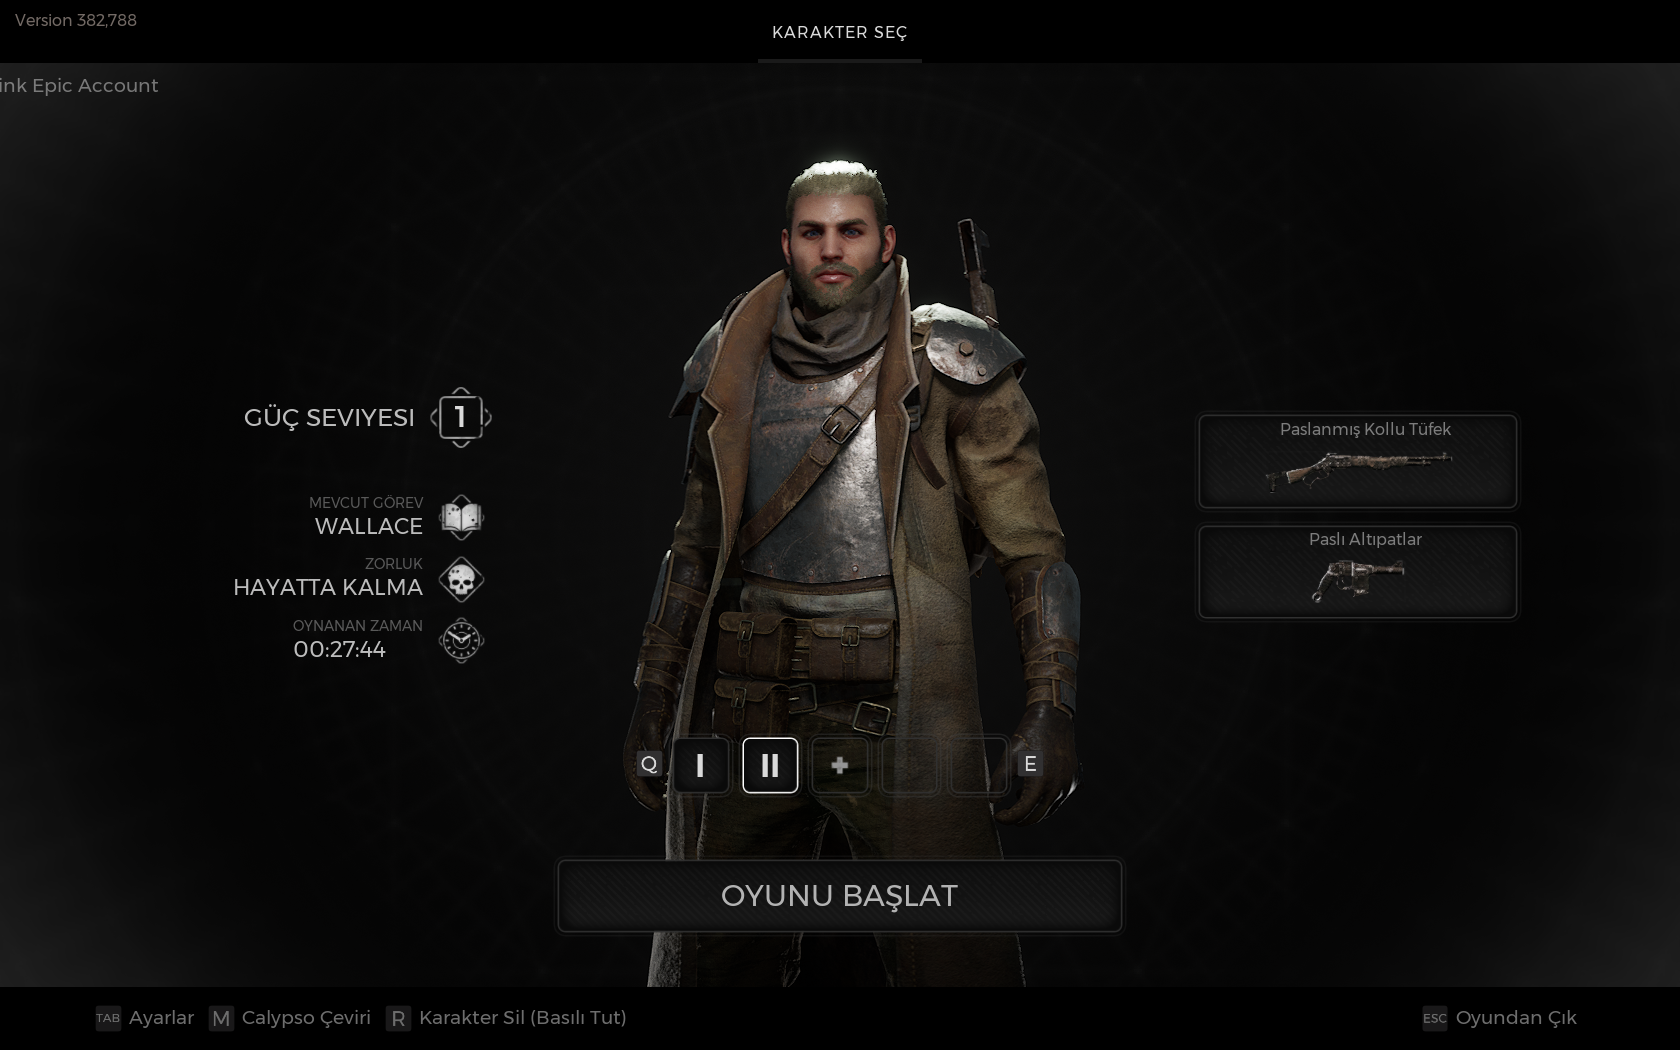 Version 382,788
KARAKTER SEÇ
ink Epic Account
GÜÇ SEVIYESI 1
MEVCUT GÖREV
WALLACE
ZORLUK
HAYATTA KALMA
OYNANAN ZAMAN
00:27:44
Paslanmış Kollu Tüfek
Paslı Altıpatlar
Q I II + E
OYUNU BAŞLAT
TAB Ayarlar M Calypso Çeviri R Karakter Sil (Basılı Tut)
ESC Oyundan Çık